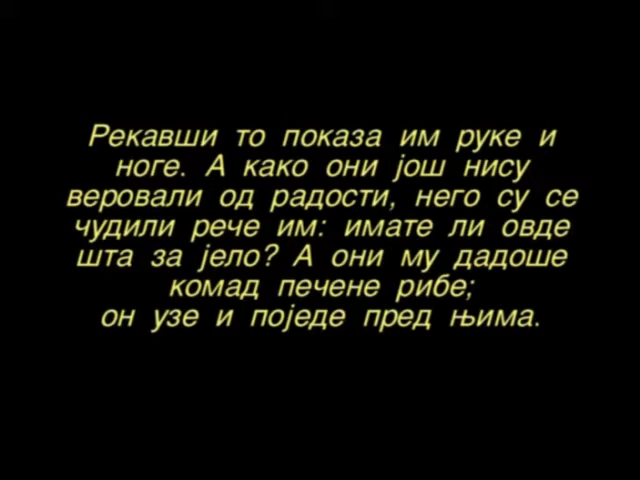 Рекавши то показа им руке и
ноге. А како они још нису
веровали од радости, него су се
чудили рече им: имате ли овде
шта за јело? А они му дадоше
комад печене рибе;
он узе и поједе пред њима.